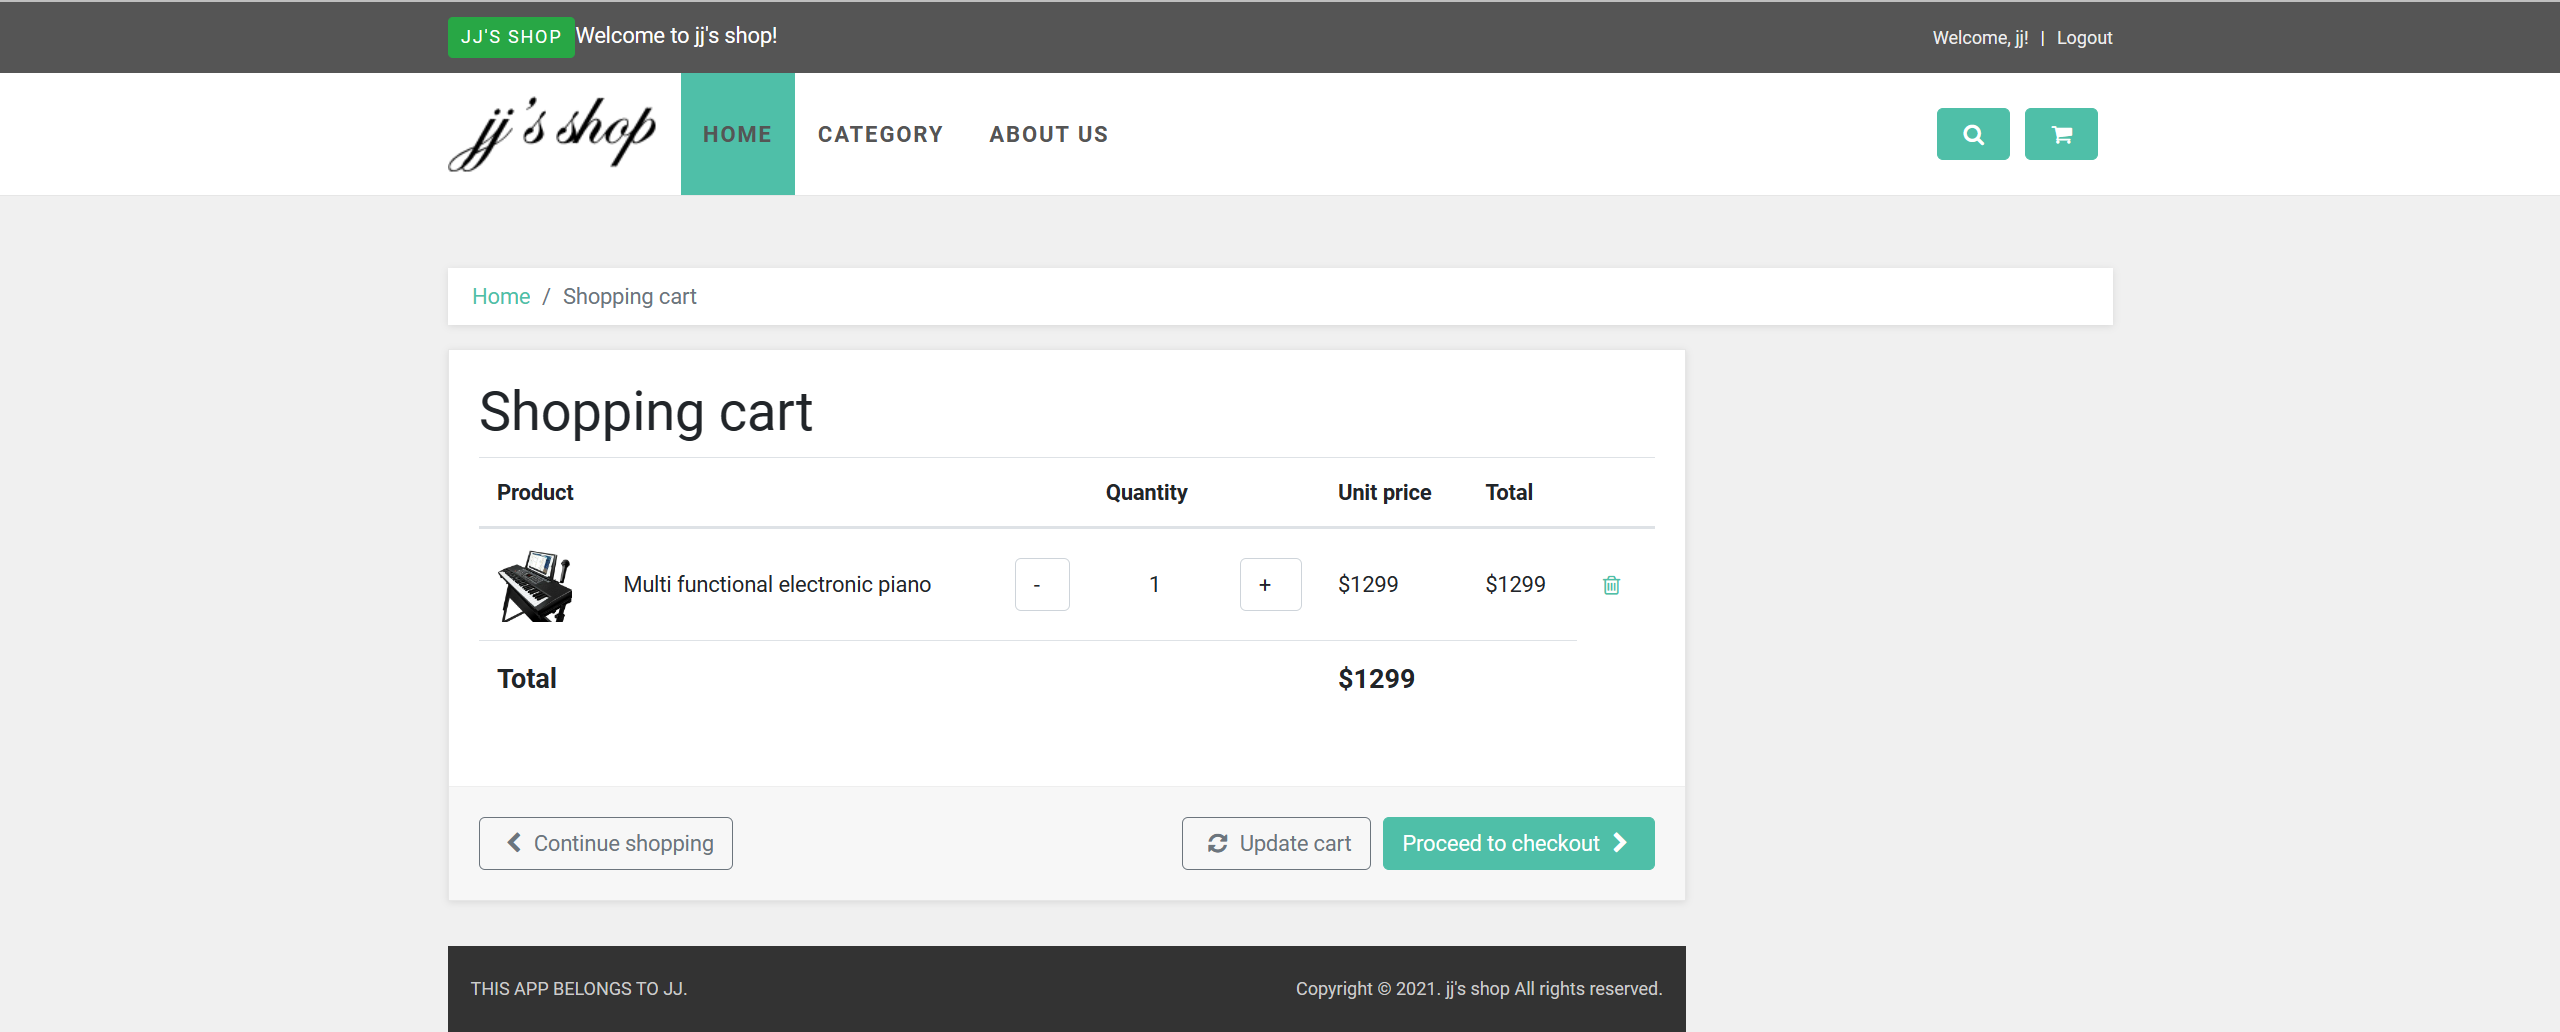 JJ'S SHOP Welcome to jj's shop!
Welcome, jj! | Logout
jj's shop
HOME CATEGORY ABOUT US
Home / Shopping cart
Shopping cart
Product Quantity Unit price Total
Multi functional electronic piano - 1 + $1299 $1299
Total $1299
Continue shopping Update cart Proceed to checkout
THIS APP BELONGS TO JJ. Copyright © 2021. jj's shop All rights reserved.